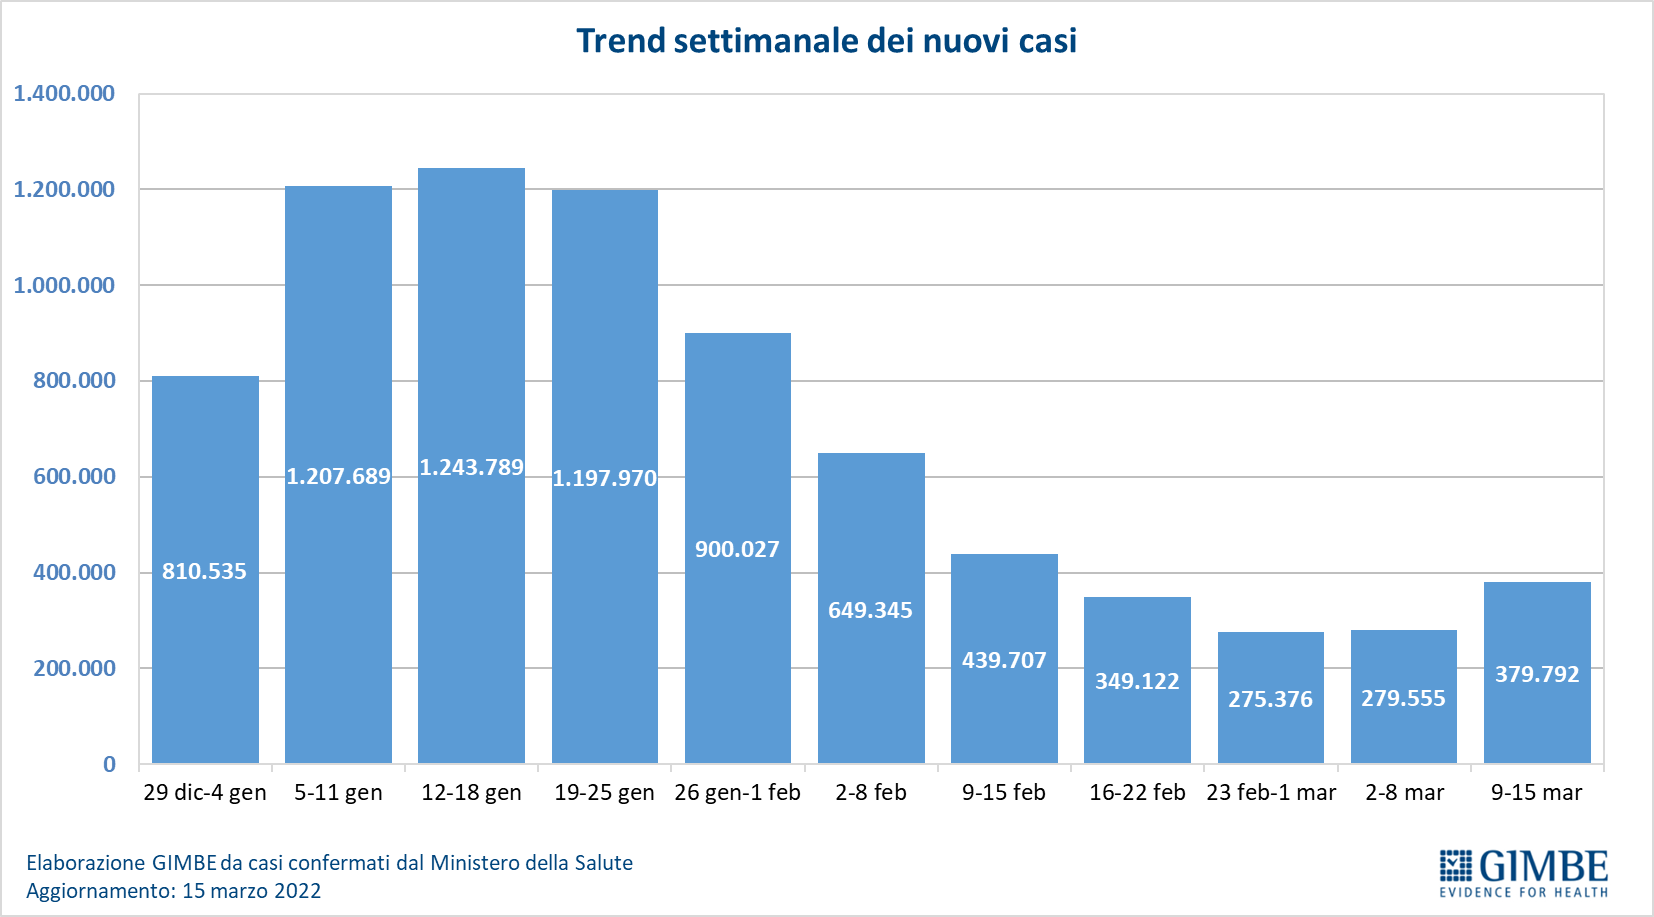 Trend settimanale dei nuovi casi
1.400.000
1.200.000
1.000.000
800.000
600.000
400.000
200.000
0
810.535
1.207.689
1.243.789
1.197.970
900.027
649.345
439.707
349.122
275.376
279.555
379.792
29 dic-4 gen
5-11 gen
12-18 gen
19-25 gen
26 gen-1 feb
2-8 feb
9-15 feb
16-22 feb
23 feb-1 mar
2-8 mar
9-15 mar
Elaborazione GIMBE da casi confermati dal Ministero della Salute
Aggiornamento: 15 marzo 2022
GIMBE
EVIDENCE FOR HEALTH